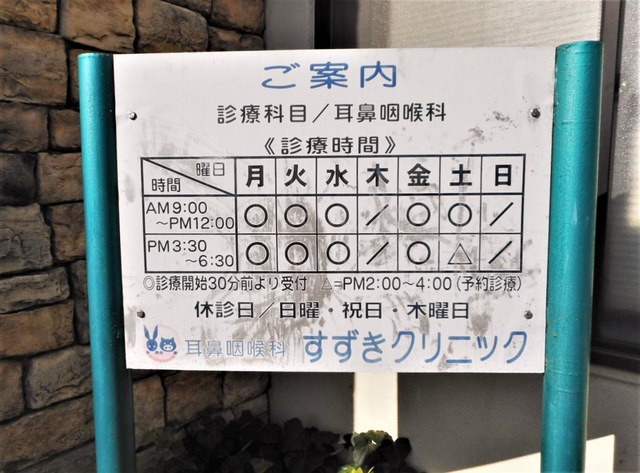 ご案内
診療科目／耳鼻咽喉科
《診療時間》
時間 曜日 月 火 水 木 金 土 日
AM9:00～PM12:00 ○ ○ ○ ／ ○ ○ ／
PM3:30～6:30 ○ ○ ○ ／ ○ △ ／
◎診療開始30分前より受付 △=PM2:00～4:00（予約診療）
休診日／日曜・祝日・木曜日
耳鼻咽喉科 すずきクリニック